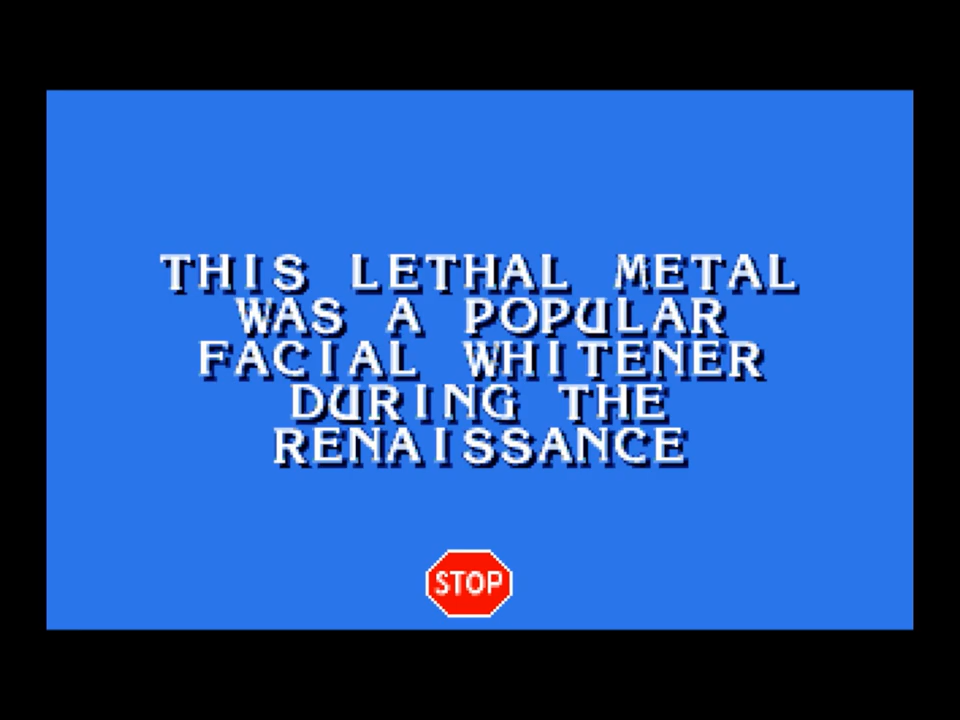 THIS LETHAL METAL
WAS A POPULAR
FACIAL WHITENER
DURING THE
RENAISSANCE
STOP